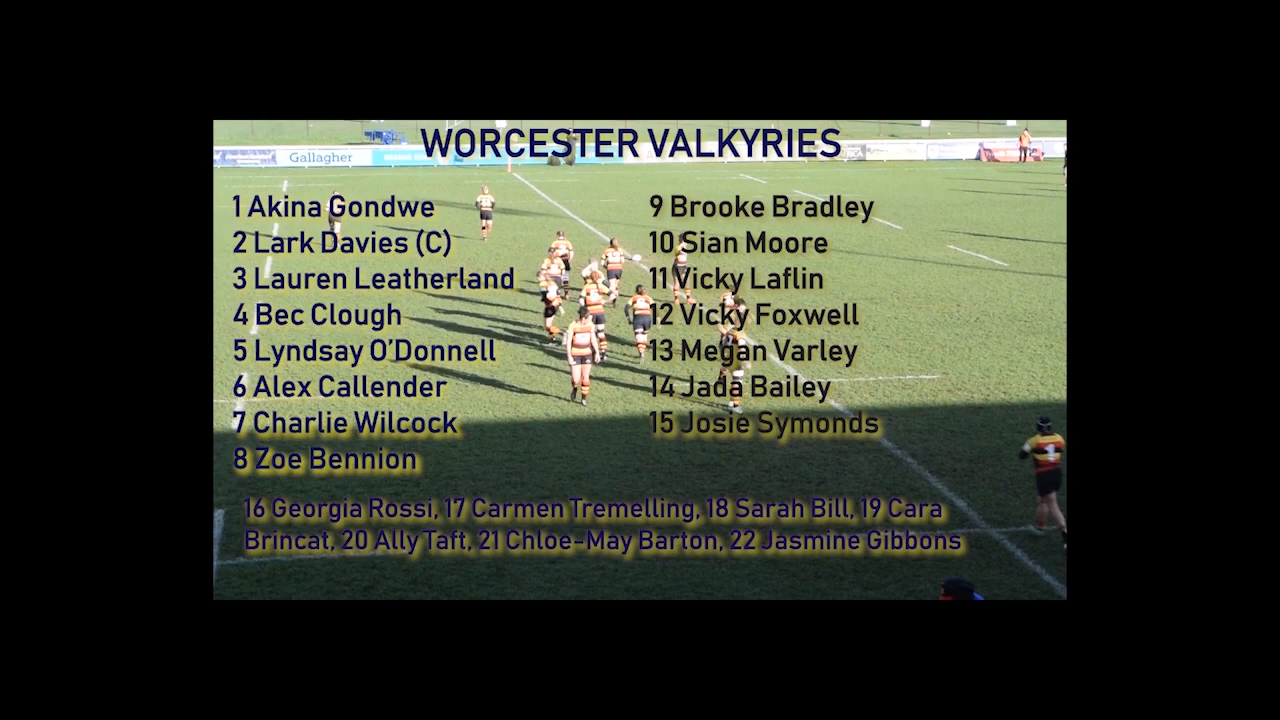 WORCESTER VALKYRIES
Gallagher
1 Akina Gondwe
2 Lark Davies (C)
3 Lauren Leatherland
4 Bec Clough
5 Lyndsay O'Donnell
6 Alex Callender
7 Charlie Wilcock
8 Zoe Bennion
9 Brooke Bradley
10 Sian Moore
11 Vicky Laflin
12 Vicky Foxwell
13 Megan Varley
14 Jada Bailey
15 Josie Symonds
16 Georgia Rossi, 17 Carmen Tremelling, 18 Sarah Bill, 19 Cara
Brincat, 20 Ally Taft, 21 Chloe-May Barton, 22 Jasmine Gibbons
1